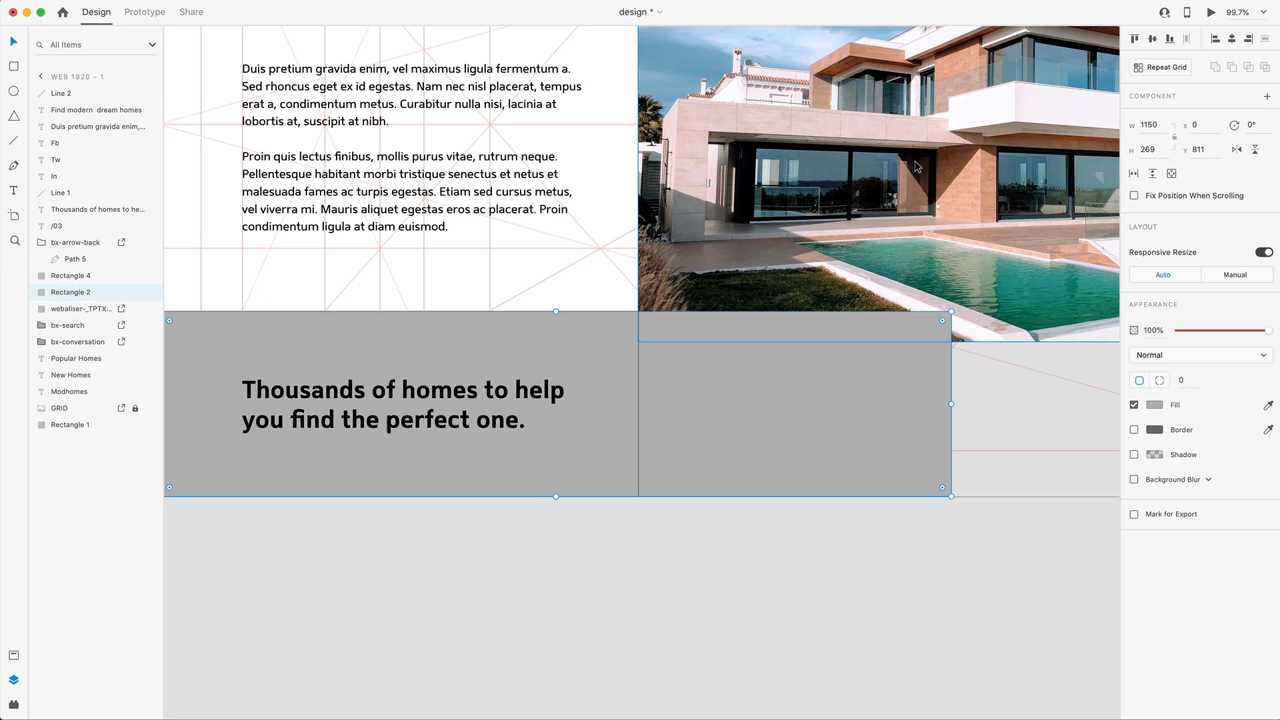 Design
Prototype
Share
design *
99.7%
All Items
WEB 1920 – 1
Line 2
Find modern  dream homes
Duis pretium gravida enim,...
Fb
Tw
In
Line 1
Thousands of homes to he...
/03
bx-arrow-back
Path 5
Rectangle 4
Rectangle 2
webaliser-_TPTX...
bx-search
bx-conversation
Popular Homes
New Homes
Modhomes
GRID
Rectangle 1
Duis pretium gravida enim, vel maximus ligula fermentum a.
Sed rhoncus eget ex id egestas. Nam nec nisl placerat, tempus
erat a, condimentum metus. Curabitur nulla nisi, lacinia at
lobortis at, suscipit at nibh.
Proin quis lectus finibus, mollis purus vitae, rutrum neque.
Pellentesque habitant morbi tristique senectus et netus et
malesuada fames ac turpis egestas. Etiam sed cursus metus,
vel viverra mi. Mauris aliquet egestas eros ac placerat. Proin
condimentum ligula at diam euismod.
Thousands of homes to help
you find the perfect one.
Repeat Grid
COMPONENT
W 1150 X 0 0°
H 269 Y 811
Fix Position When Scrolling
LAYOUT
Responsive Resize
Auto
Manual
APPEARANCE
100%
Normal
0
Fill
Border
Shadow
Background Blur
Mark for Export